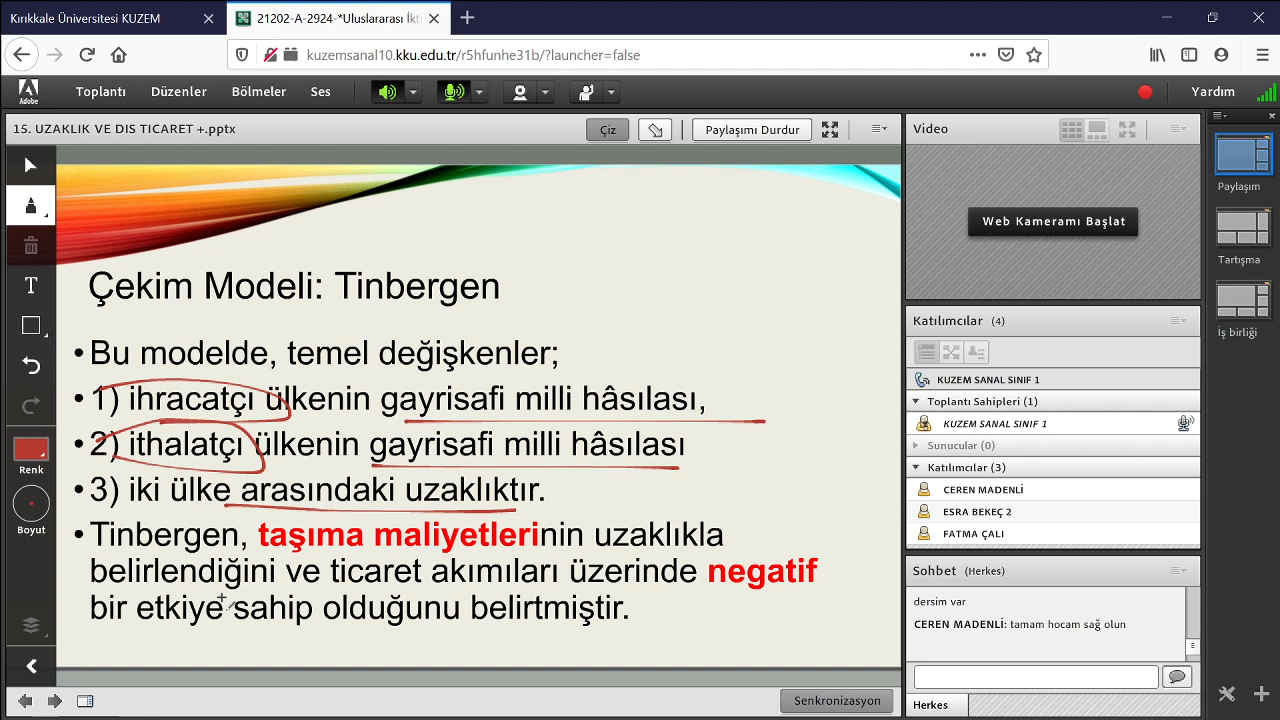 Kırıkkale Üniversitesi KUZEM
21202-A-2924-*Uluslararası İkti
kuzemsanal10.kku.edu.tr/r5hfunhe31b/?launcher=false
Adobe
Toplantı
Düzenler
Bölmeler
Ses
Yardım
15. UZAKLIK VE DIS TICARET +.pptx
Çiz
Paylaşımı Durdur
Çekim Modeli: Tinbergen
•Bu modelde, temel değişkenler;
•1) ihracatçı ülkenin gayrisafi milli hâsılası,
•2) ithalatçı ülkenin gayrisafi milli hâsılası
•3) iki ülke arasındaki uzaklıktır.
•Tinbergen, taşıma maliyetlerinin uzaklıkla
belirlendiğini ve ticaret akımıları üzerinde negatif
bir etkiye sahip olduğunu belirtmiştir.
T
Renk
Boyut
Senkronizasyon
Video
Web Kameramı Başlat
Katılımcılar (4)
KUZEM SANAL SINIF 1
Toplantı Sahipleri (1)
KUZEM SANAL SINIF 1
Sunucular (0)
Katılımcılar (3)
CEREN MADENLİ
ESRA BEKEÇ 2
FATMA ÇALI
Sohbet (Herkes)
dersim var
CEREN MADENLİ: tamam hocam sağ olun
Herkes
Paylaşım
Tartışma
İş birliği